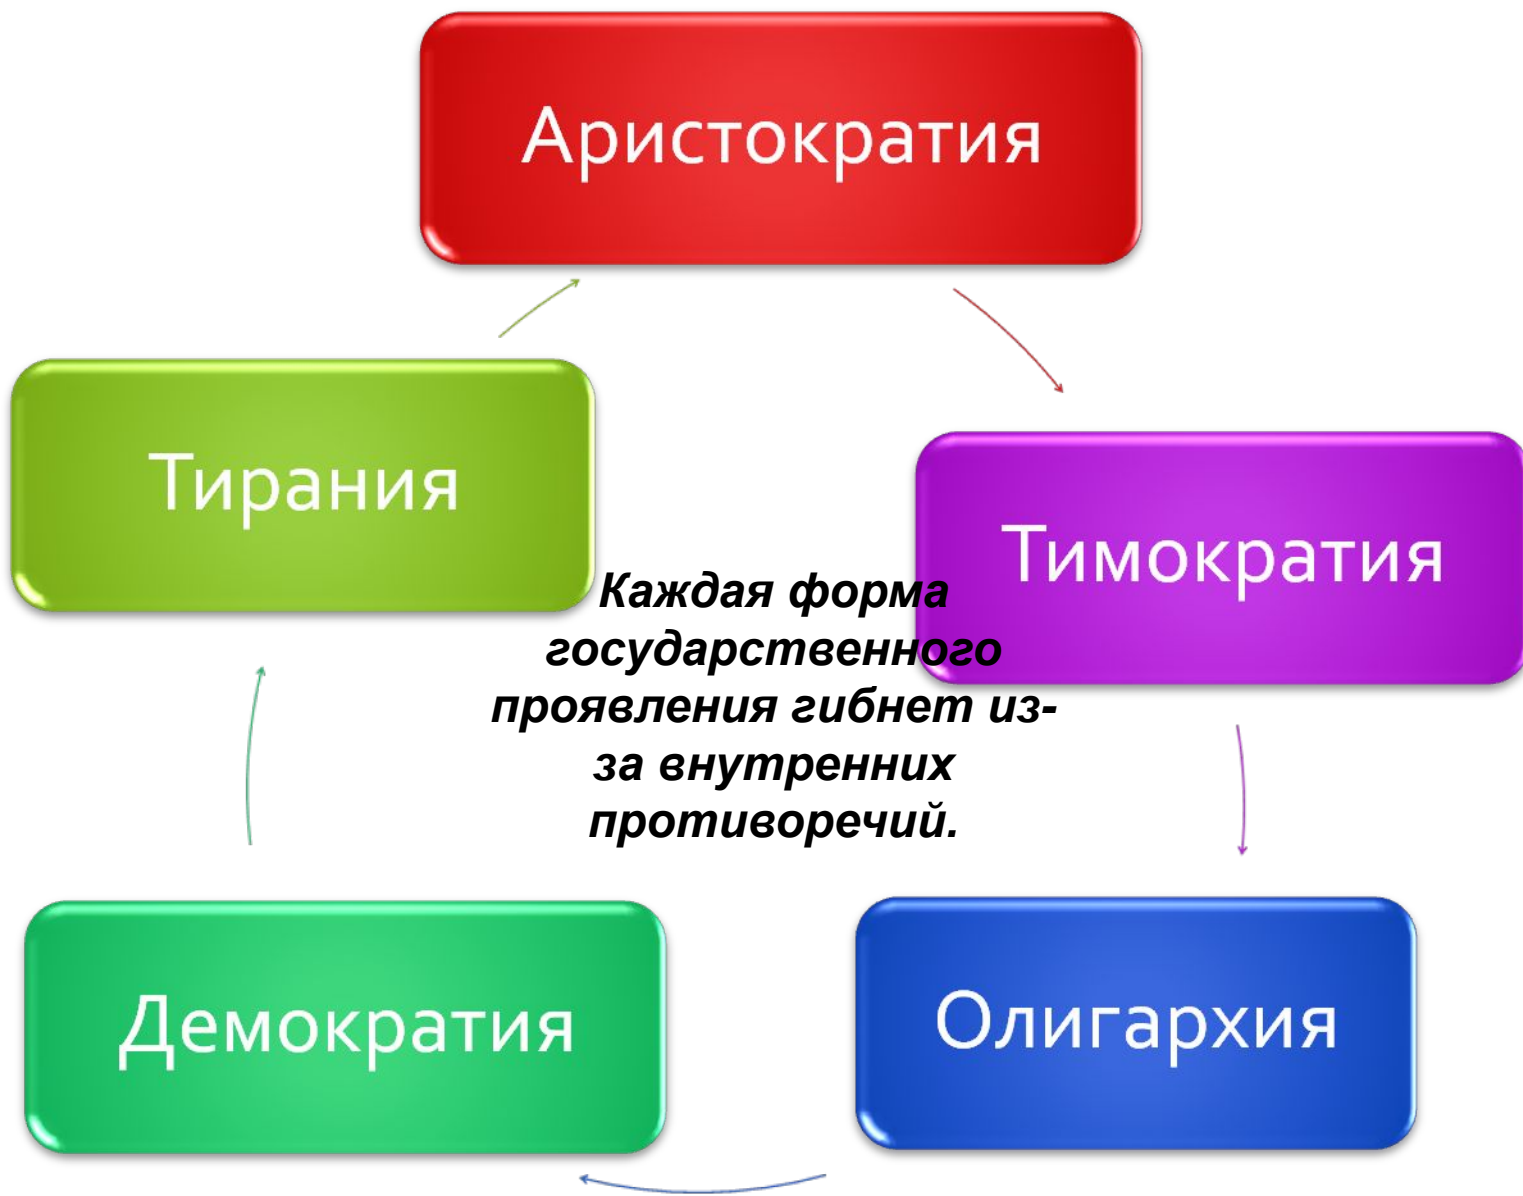 Аристократия
Тирания
Тимократия
Каждая форма
государственного
проявления гибнет из-
за внутренних
противоречий.
Демократия
Олигархия